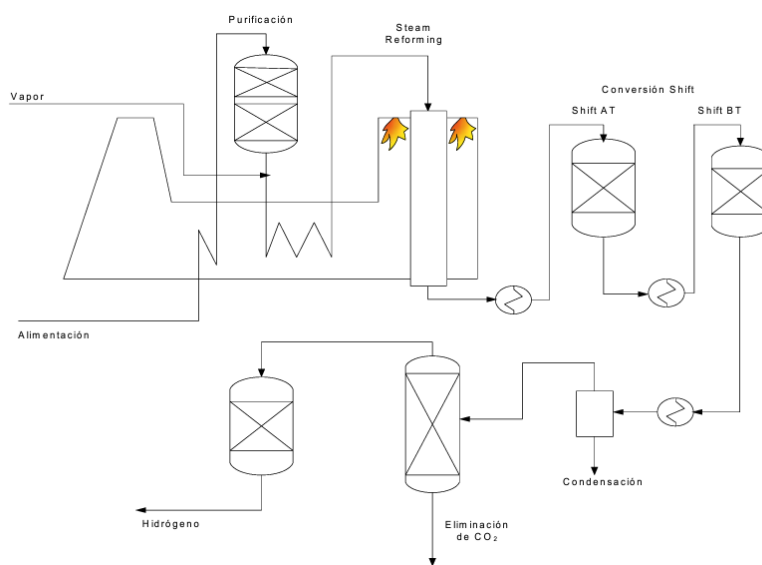 Purificación
Steam
Reforming
Vapor
Conversión Shift
Shift AT
Shift BT
Alimentación
Condensación
Hidrógeno
Eliminación
de CO₂